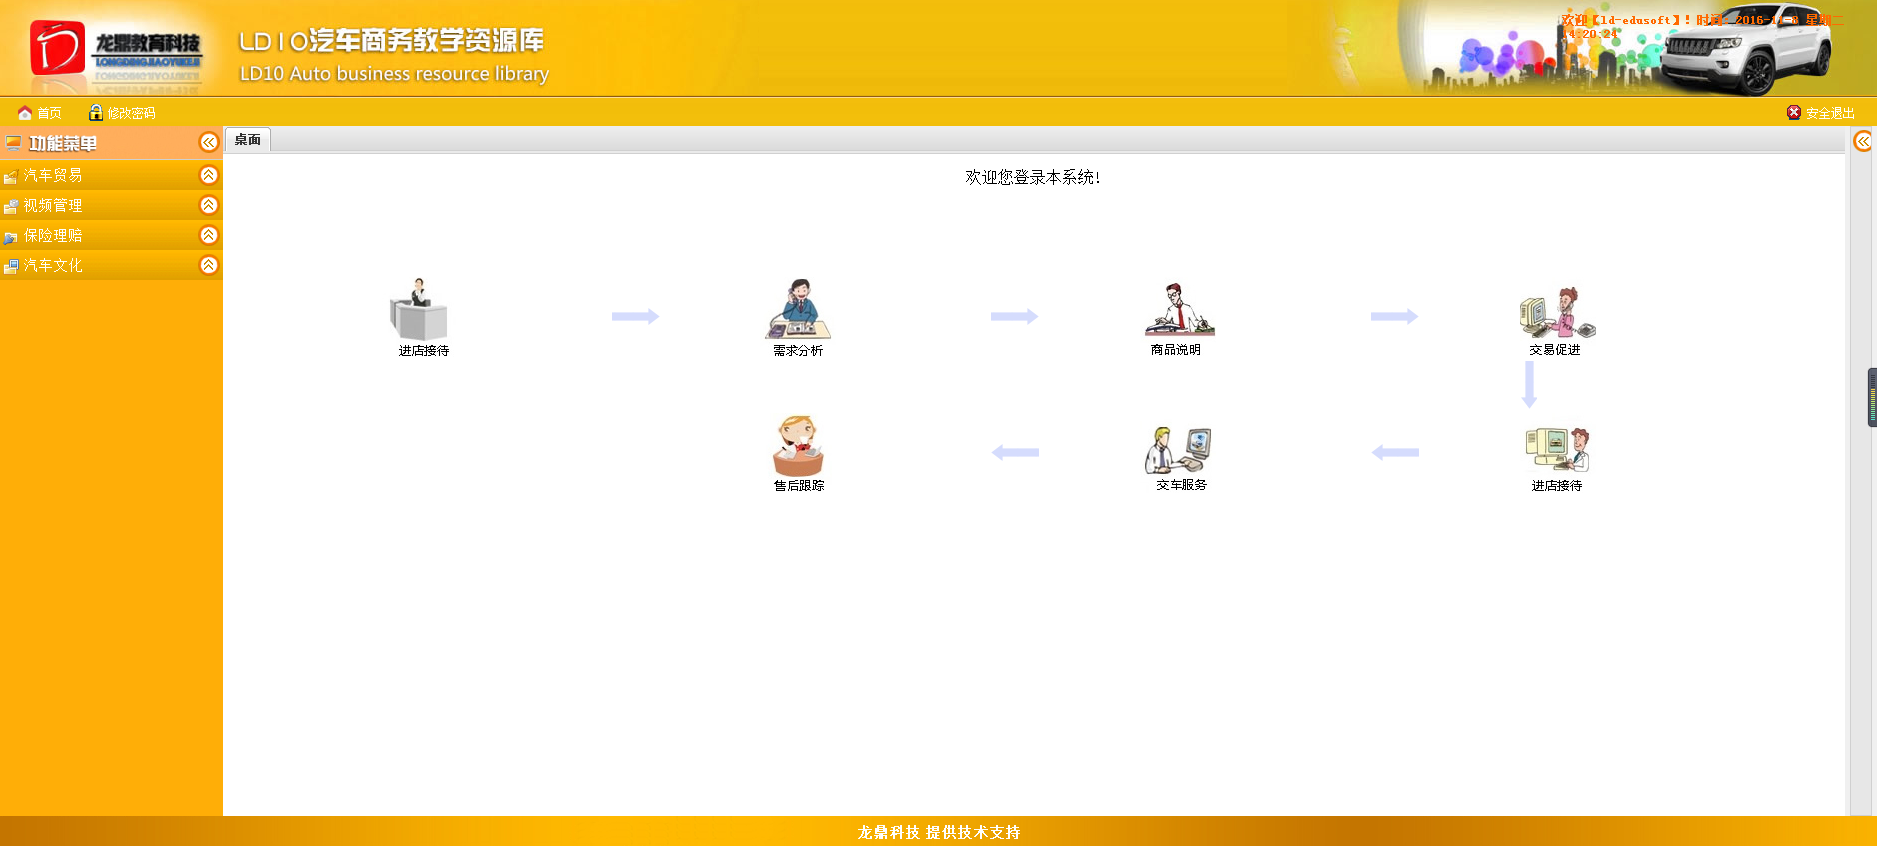 龙鼎教育科技
LONGDINGJIAOYUKEJI
LD10汽车商务教学资源库
LD10 Auto business resource library
欢迎【ld-edusoft】！时间：2016-11-8 星期二
14:20:24
首页
修改密码
安全退出
功能菜单
桌面
汽车贸易
视频管理
保险理赔
汽车文化
欢迎您登录本系统!
进店接待
需求分析
商品说明
交易促进
售后跟踪
交车服务
进店接待
龙鼎科技 提供技术支持